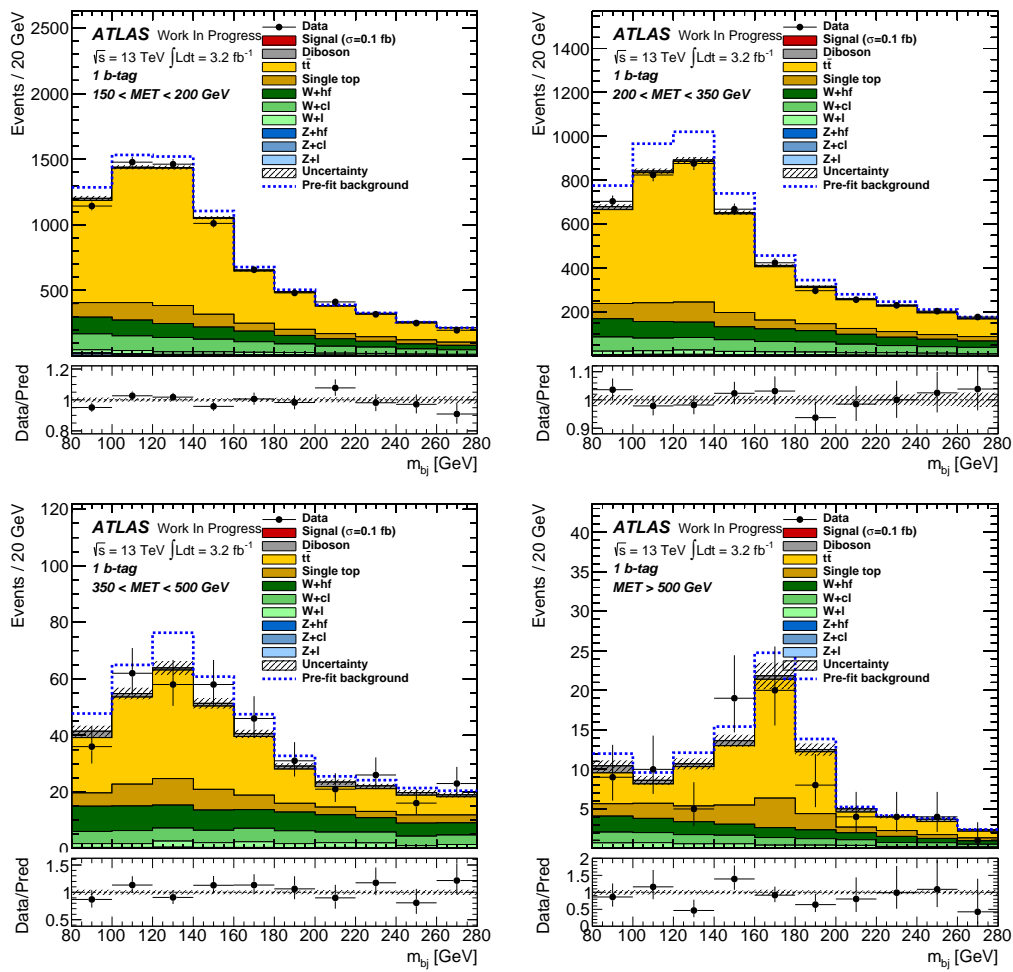 Events / 20 GeV
2500
2000
1500
1000
500
ATLAS Work In Progress
√s = 13 TeV ∫Ldt = 3.2 fb⁻¹
1 b-tag
150 < MET < 200 GeV
Data
Signal (σ=0.1 fb)
Diboson
tt̄
Single top
W+hf
W+cl
W+l
Z+hf
Z+cl
Z+l
Uncertainty
Pre-fit background
Data/Pred
1.2
1
0.8
80 100 120 140 160 180 200 220 240 260 280
m_bj [GeV]
Events / 20 GeV
1400
1200
1000
800
600
400
200
ATLAS Work In Progress
√s = 13 TeV ∫Ldt = 3.2 fb⁻¹
1 b-tag
200 < MET < 350 GeV
Data
Signal (σ=0.1 fb)
Diboson
tt̄
Single top
W+hf
W+cl
W+l
Z+hf
Z+cl
Z+l
Uncertainty
Pre-fit background
Data/Pred
1.1
1
0.9
80 100 120 140 160 180 200 220 240 260 280
m_bj [GeV]
Events / 20 GeV
120
100
80
60
40
20
0
ATLAS Work In Progress
√s = 13 TeV ∫Ldt = 3.2 fb⁻¹
1 b-tag
350 < MET < 500 GeV
Data
Signal (σ=0.1 fb)
Diboson
tt̄
Single top
W+hf
W+cl
W+l
Z+hf
Z+cl
Z+l
Uncertainty
Pre-fit background
Data/Pred
1.5
1
0.5
80 100 120 140 160 180 200 220 240 260 280
m_bj [GeV]
Events / 20 GeV
40
35
30
25
20
15
10
5
ATLAS Work In Progress
√s = 13 TeV ∫Ldt = 3.2 fb⁻¹
1 b-tag
MET > 500 GeV
Data
Signal (σ=0.1 fb)
Diboson
tt̄
Single top
W+hf
W+cl
W+l
Z+hf
Z+cl
Z+l
Uncertainty
Pre-fit background
Data/Pred
2
1.5
1
0.5
0
80 100 120 140 160 180 200 220 240 260 280
m_bj [GeV]